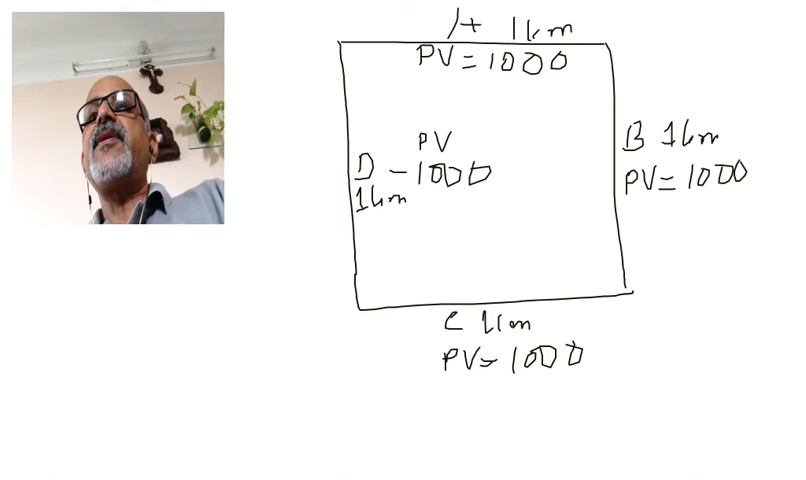 A 1km
PV = 1000
B 1km
PV = 1000
PV
D - 1000
1km
C 1km
PV = 1000